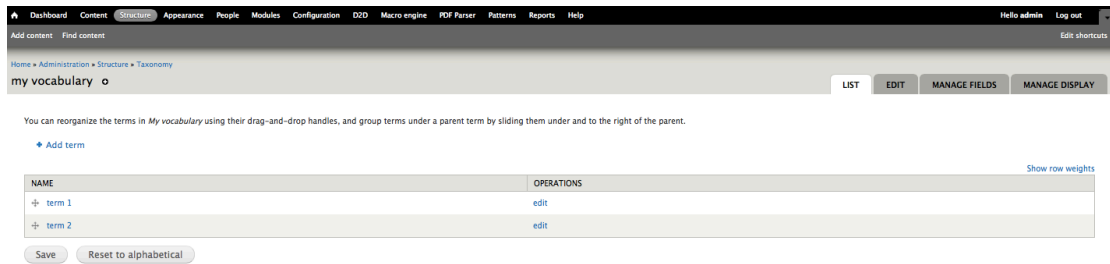 Dashboard Content Structure Appearance People Modules Configuration D2D Macro engine PDF Parser Patterns Reports Help Hello admin Log out
Add content Find content Edit shortcuts
Home » Administration » Structure » Taxonomy
my vocabulary
LIST EDIT MANAGE FIELDS MANAGE DISPLAY
You can reorganize the terms in My vocabulary using their drag-and-drop handles, and group terms under a parent term by sliding them under and to the right of the parent.
Add term
Show row weights
NAME OPERATIONS
term 1 edit
term 2 edit
Save Reset to alphabetical